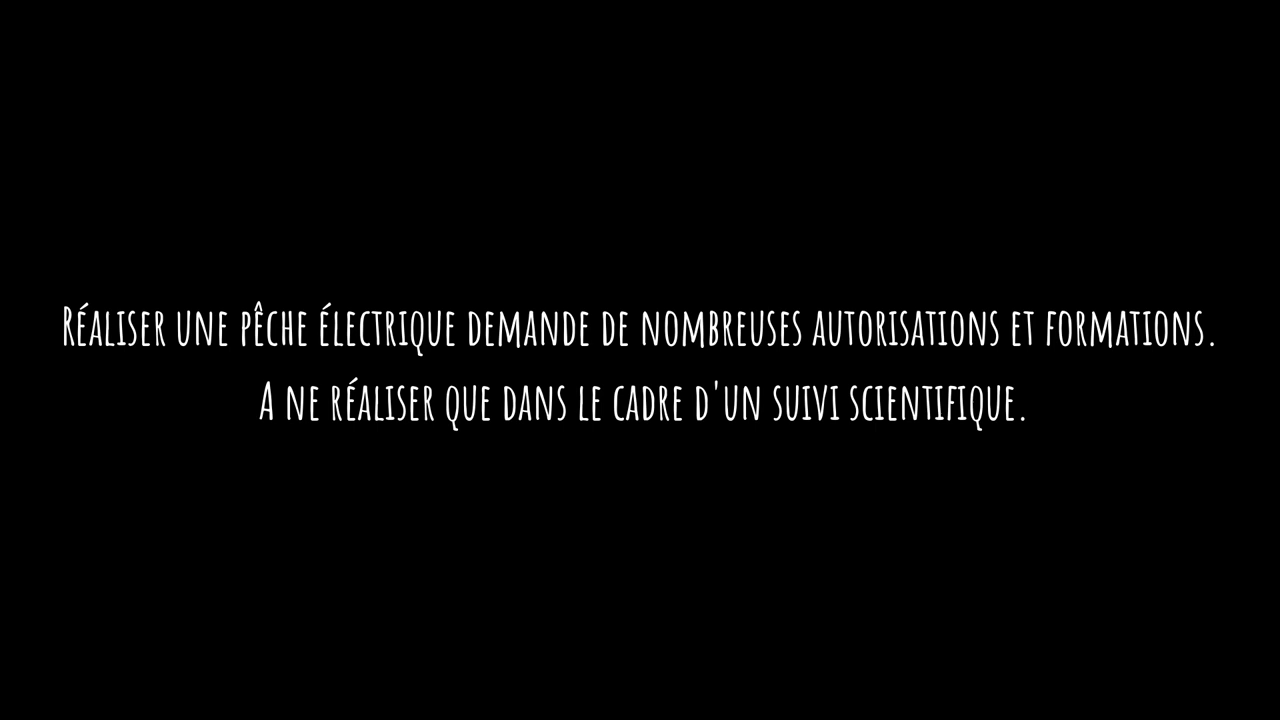 Réaliser une pêche électrique demande de nombreuses autorisations et formations.
A ne réaliser que dans le cadre d'un suivi scientifique.